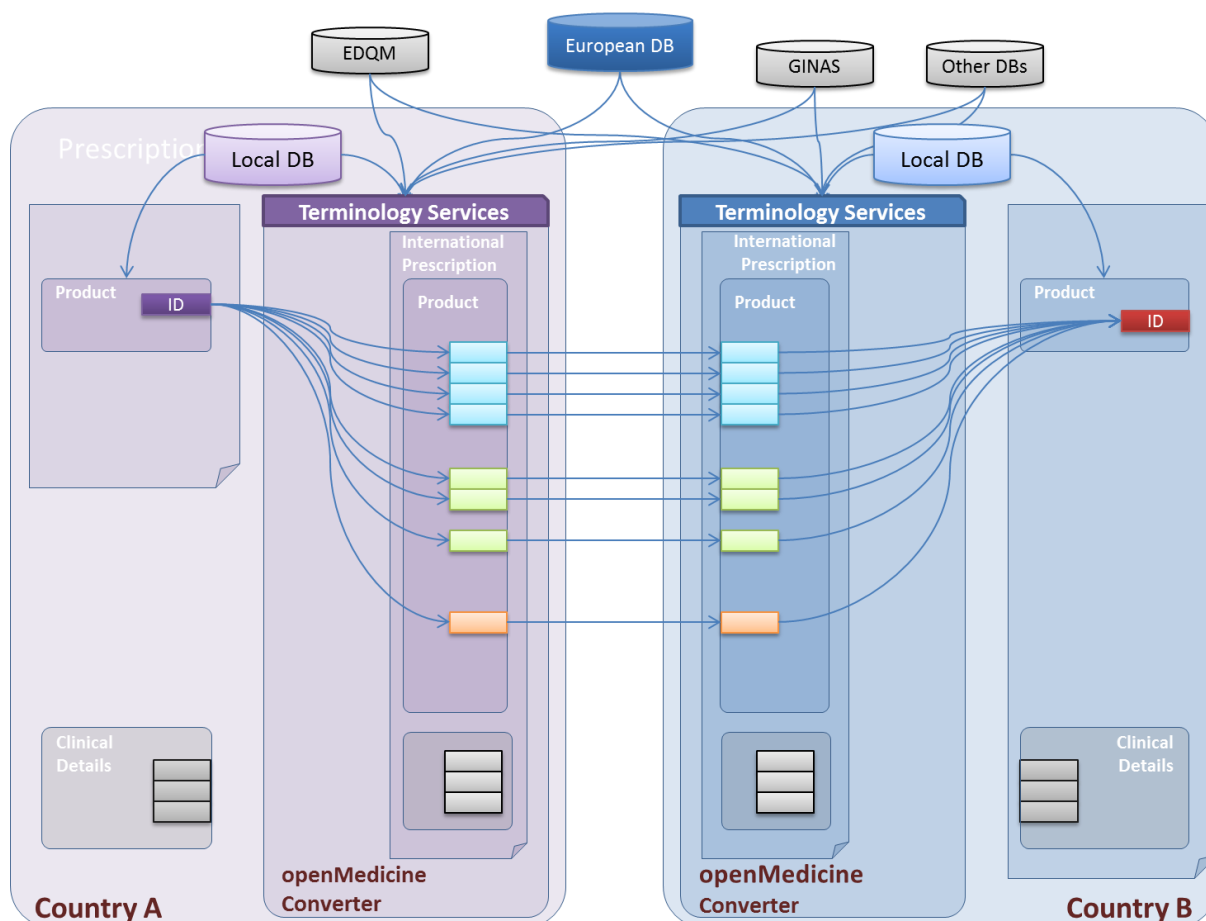 EDQM
European DB
GINAS
Other DBs
Prescription
Local DB
Local DB
Terminology Services
Terminology Services
International
Prescription
International
Prescription
Product
ID
Product
Product
Product
ID
Clinical
Details
Clinical
Details
openMedicine
Converter
openMedicine
Converter
Country A
Country B